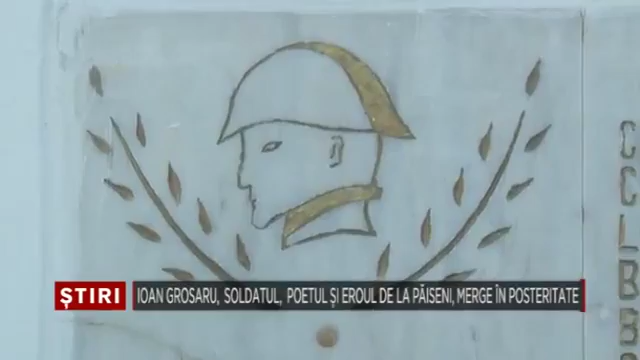 ȘTIRI
IOAN GROSARU, SOLDATUL, POETUL ȘI EROUL DE LA PĂISENI, MERGE ÎN POSTERITATE
C
C
L
B
B